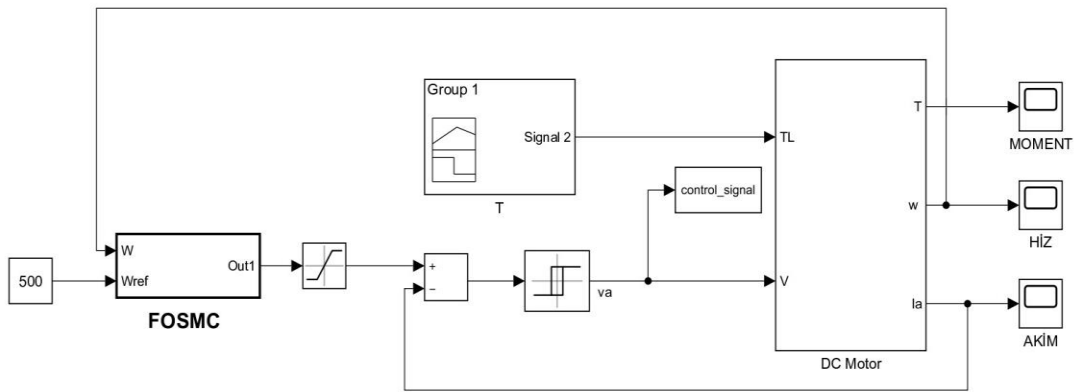 Group 1
Signal 2
T
TL
T
MOMENT
control_signal
w
HİZ
W
Wref
Out1
500
FOSMC
+
−
va
V
Ia
AKİM
DC Motor